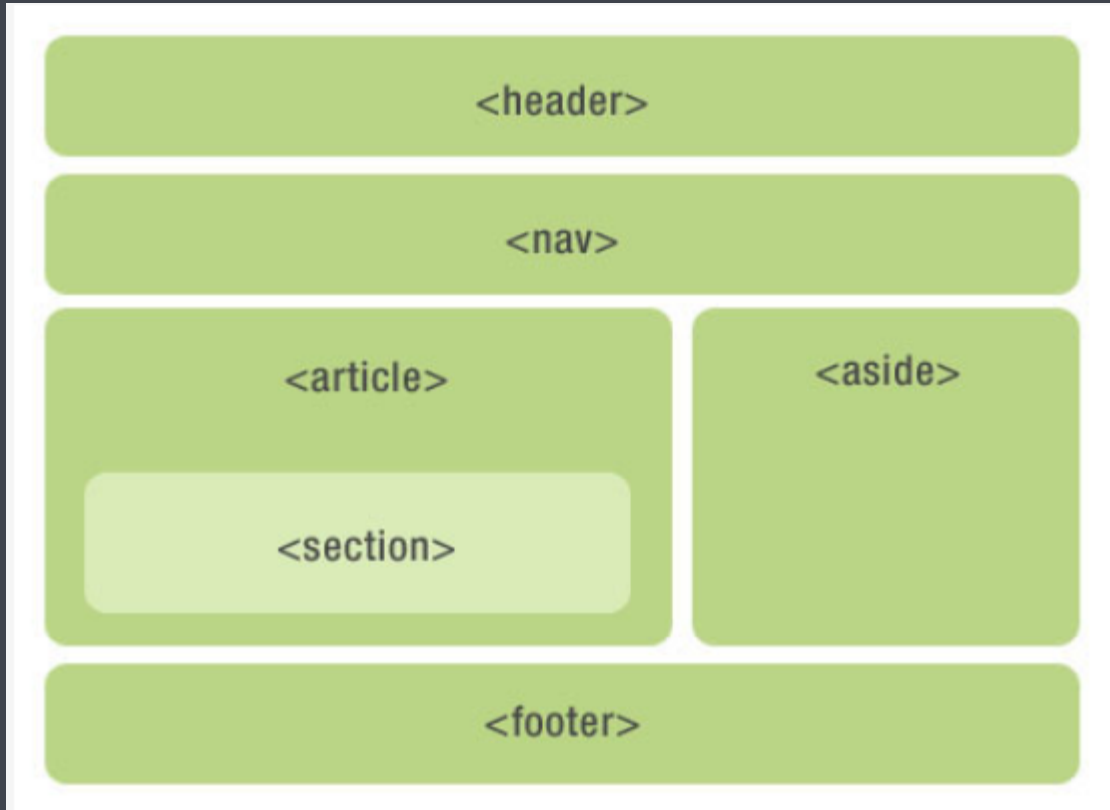 <header>
<nav>
<article>
<aside>
<section>
<footer>